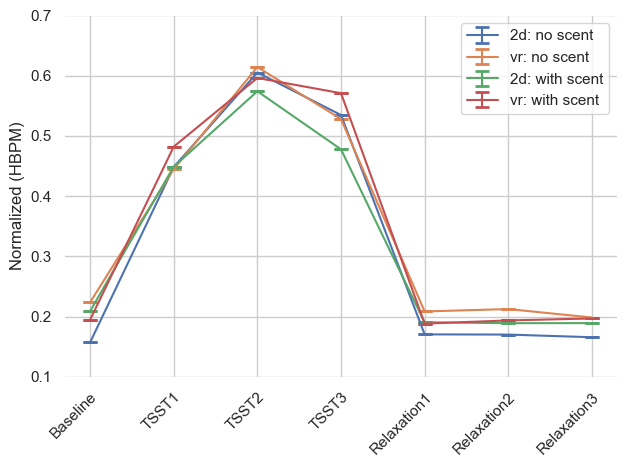 0.7
0.6
0.5
0.4
0.3
0.2
0.1
Normalized (HBPM)
2d: no scent
vr: no scent
2d: with scent
vr: with scent
Baseline
TSST1
TSST2
TSST3
Relaxation1
Relaxation2
Relaxation3